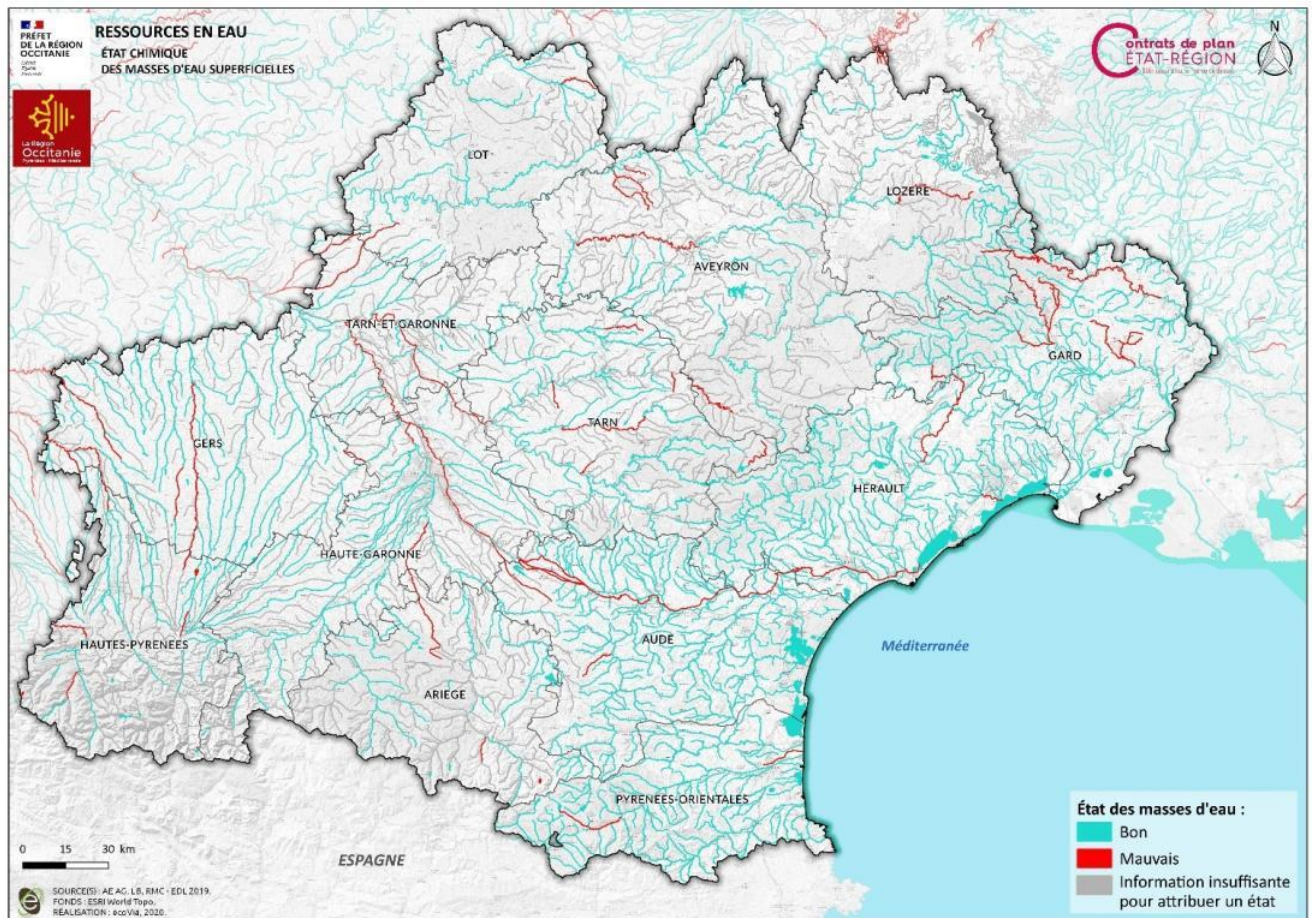 PRÉFET
DE LA RÉGION
OCCITANIE
RESSOURCES EN EAU
ÉTAT CHIMIQUE
DES MASSES D'EAU SUPERFICIELLES
Contrats de plan
ÉTAT-RÉGION
N
La Région
Occitanie
Pyrénées - Méditerranée
LOT
LOZERE
AVEYRON
TARN-ET-GARONNE
GARD
GERS
TARN
HERAULT
HAUTE-GARONNE
HAUTES-PYRENEES
AUDE
Méditerranée
ARIEGE
PYRENEES-ORIENTALES
ESPAGNE
0 15 30 km
SOURCE(S) : AE AG, LB, RMC - EDL 2019.
FONDS : ESRI World Topo.
RÉALISATION : écoVia, 2020.
État des masses d'eau :
Bon
Mauvais
Information insuffisante
pour attribuer un état